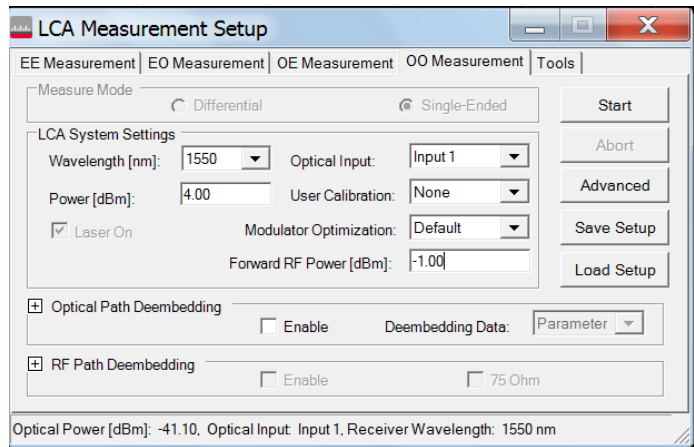 LCA Measurement Setup
EE Measurement EO Measurement OE Measurement OO Measurement Tools
Measure Mode
Differential Single-Ended
Start
LCA System Settings
Wavelength [nm]: 1550 Optical Input: Input 1
Abort
Power [dBm]: 4.00 User Calibration: None
Advanced
Laser On Modulator Optimization: Default
Save Setup
Forward RF Power [dBm]: -1.00
Load Setup
Optical Path Deembedding
Enable Deembedding Data: Parameter
RF Path Deembedding
Enable 75 Ohm
Optical Power [dBm]: -41.10, Optical Input: Input 1, Receiver Wavelength: 1550 nm